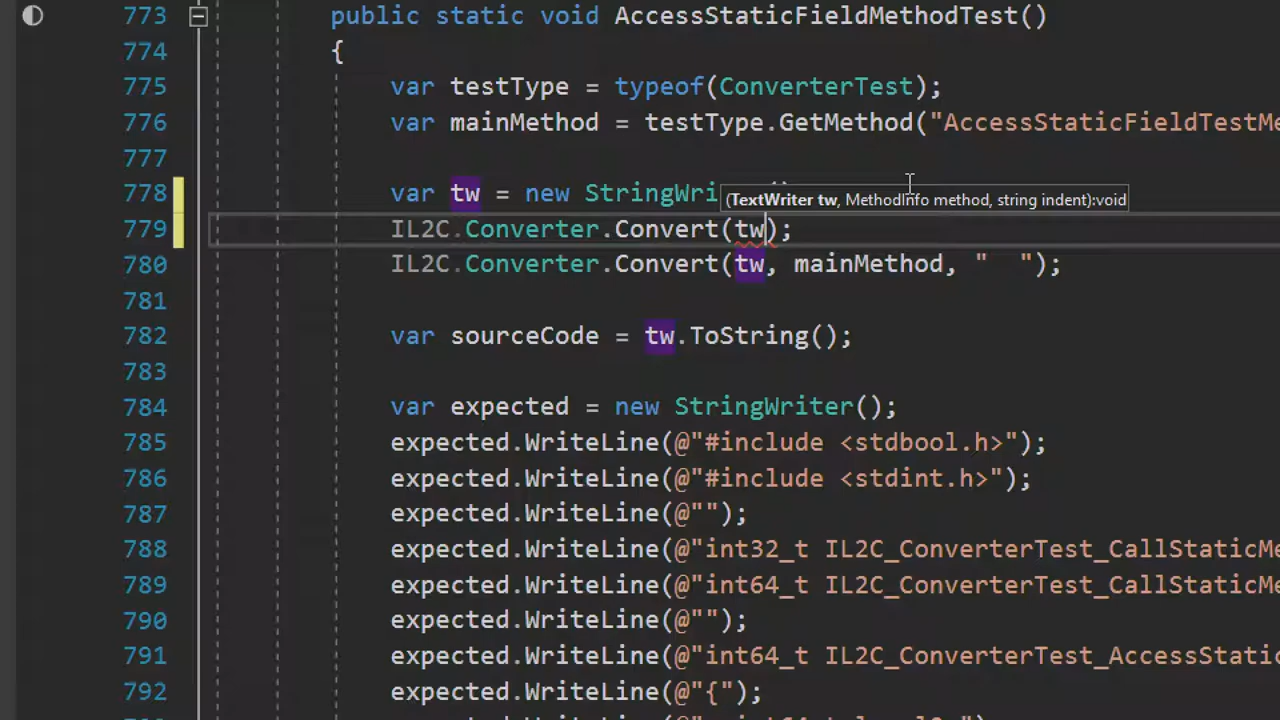 773 public static void AccessStaticFieldMethodTest()
774 {
775 var testType = typeof(ConverterTest);
776 var mainMethod = testType.GetMethod("AccessStaticFieldTestMe
777
778 var tw = new StringWri
(TextWriter tw, MethodInfo method, string indent):void
779 IL2C.Converter.Convert(tw);
780 IL2C.Converter.Convert(tw, mainMethod, "  ");
781
782 var sourceCode = tw.ToString();
783
784 var expected = new StringWriter();
785 expected.WriteLine(@"#include <stdbool.h>");
786 expected.WriteLine(@"#include <stdint.h>");
787 expected.WriteLine(@"");
788 expected.WriteLine(@"int32_t IL2C_ConverterTest_CallStaticMe
789 expected.WriteLine(@"int64_t IL2C_ConverterTest_CallStaticMe
790 expected.WriteLine(@"");
791 expected.WriteLine(@"int64_t IL2C_ConverterTest_AccessStatic
792 expected.WriteLine(@"{");